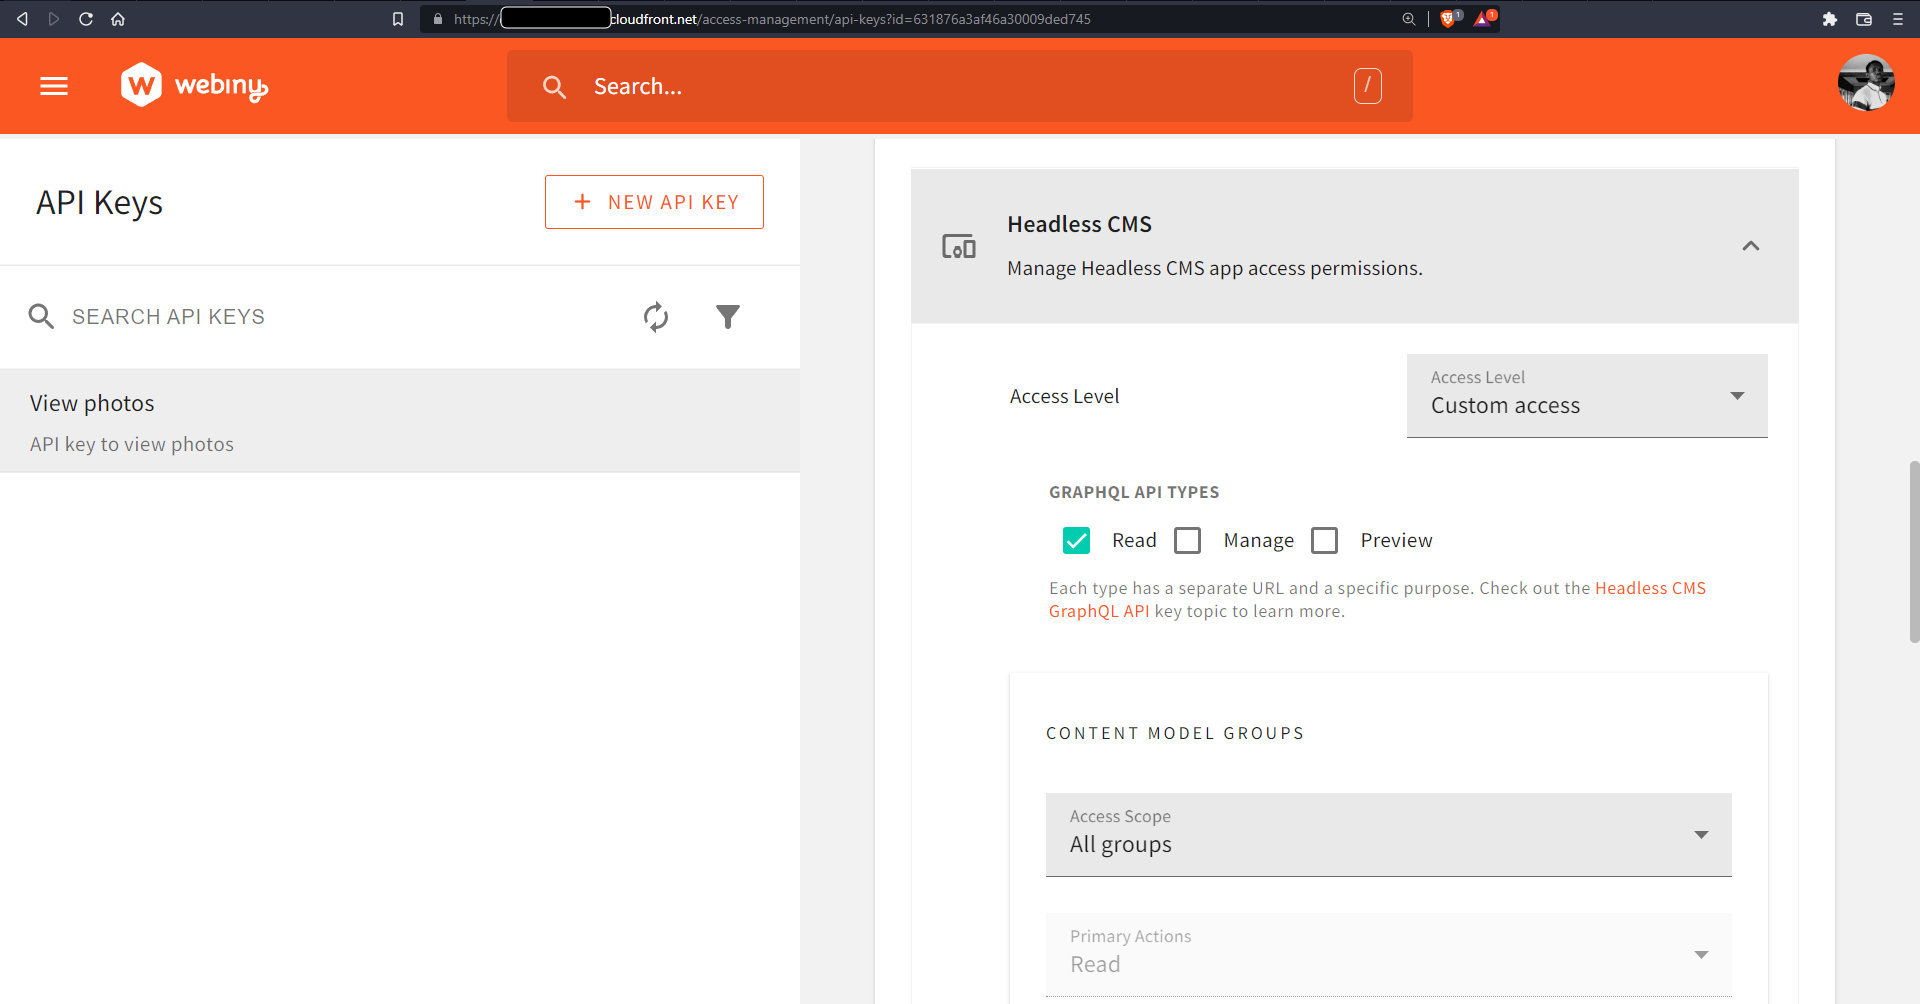 https:// cloudfront.net/access-management/api-keys?id=631876a3af46a30009ded745
1
1
webiny
Search...
/
API Keys
+ NEW API KEY
SEARCH API KEYS
View photos
API key to view photos
Headless CMS
Manage Headless CMS app access permissions.
Access Level
Access Level
Custom access
GRAPHQL API TYPES
Read
Manage
Preview
Each type has a separate URL and a specific purpose. Check out the Headless CMS
GraphQL API key topic to learn more.
CONTENT MODEL GROUPS
Access Scope
All groups
Primary Actions
Read